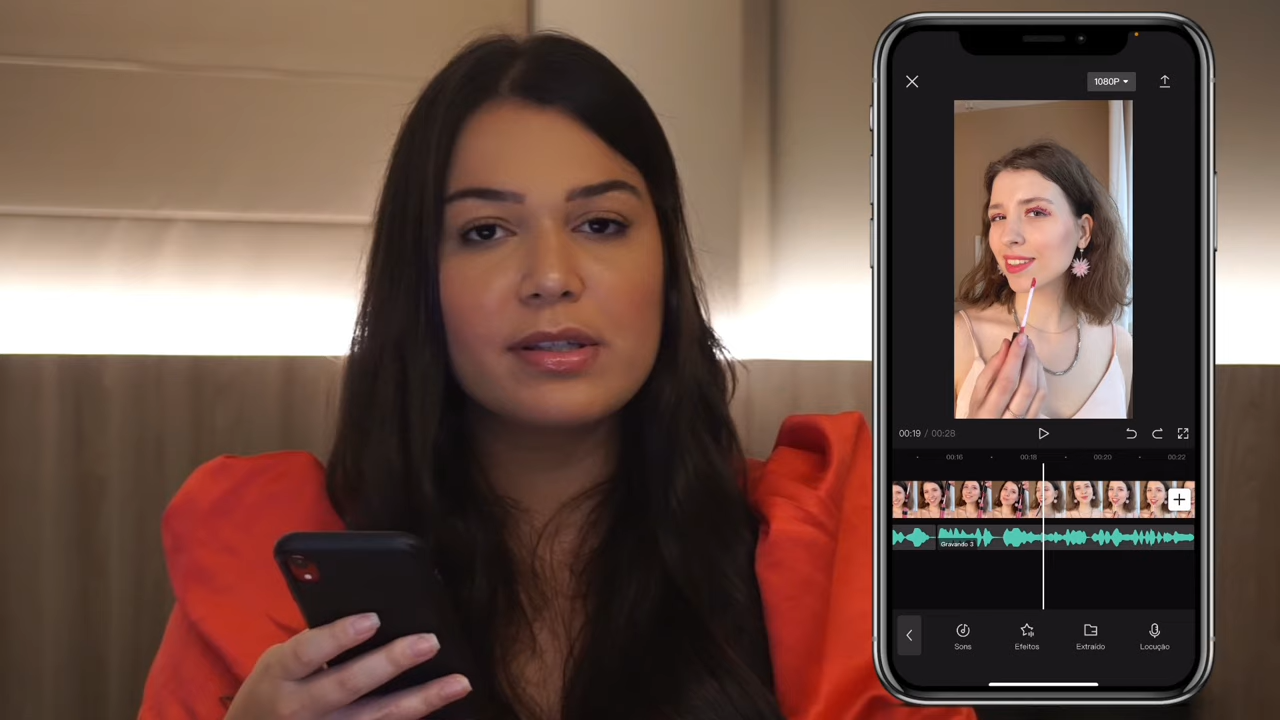 1080P
00:19 / 00:28
00:16
00:18
00:20
00:22
Gravando 3
Sons
Efeitos
Extraído
Locução